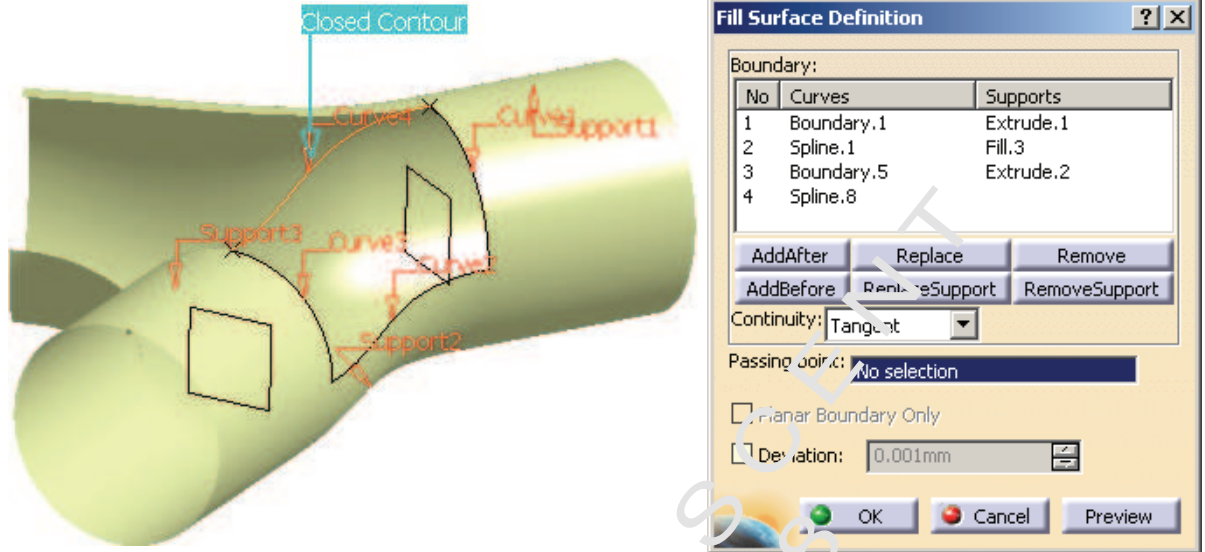 Closed Contour
Curve4
Curve1
Support1
Support3
Curve3
Curve2
Support2
Fill Surface Definition
Boundary:
No Curves Supports
1 Boundary.1 Extrude.1
2 Spline.1 Fill.3
3 Boundary.5 Extrude.2
4 Spline.8
AddAfter Replace Remove
AddBefore ReplaceSupport RemoveSupport
Continuity: Tangent
Passing point: No selection
Planar Boundary Only
Deviation: 0.001mm
OK Cancel Preview